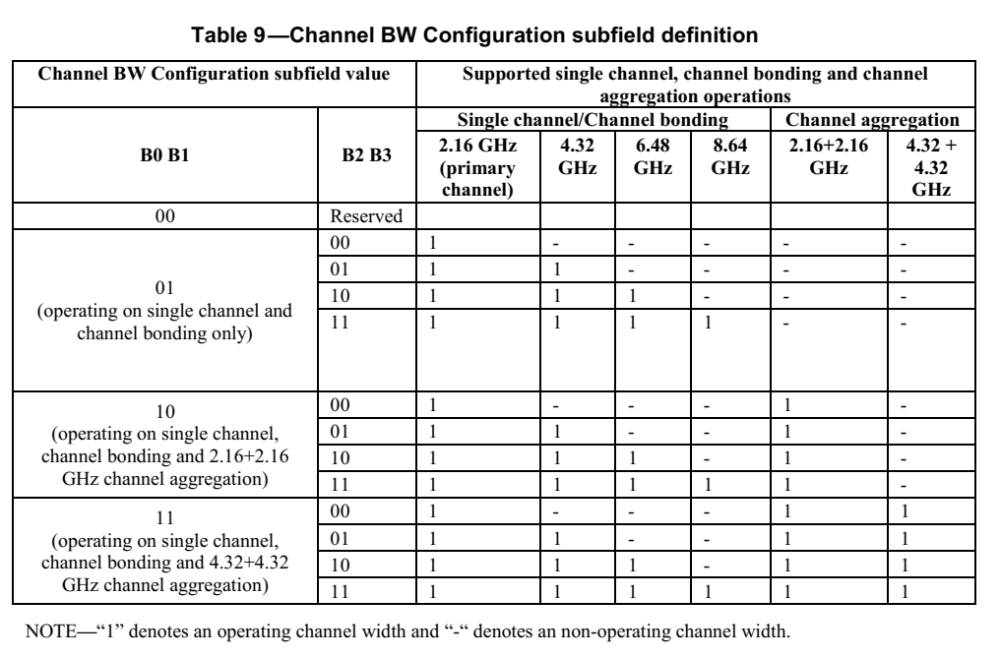 Table 9—Channel BW Configuration subfield definition
Channel BW Configuration subfield value
Supported single channel, channel bonding and channel
aggregation operations
B0 B1
B2 B3
Single channel/Channel bonding
Channel aggregation
2.16 GHz
(primary
channel)
4.32
GHz
6.48
GHz
8.64
GHz
2.16+2.16
GHz
4.32 +
4.32
GHz
00
Reserved
01
(operating on single channel and
channel bonding only)
00 1 - - - - -
01 1 1 - - - -
10 1 1 1 - - -
11 1 1 1 1 - -
10
(operating on single channel,
channel bonding and 2.16+2.16
GHz channel aggregation)
00 1 - - - 1 -
01 1 1 - - 1 -
10 1 1 1 - 1 -
11 1 1 1 1 1 -
11
(operating on single channel,
channel bonding and 4.32+4.32
GHz channel aggregation)
00 1 - - - 1 1
01 1 1 - - 1 1
10 1 1 1 - 1 1
11 1 1 1 1 1 1
NOTE—“1” denotes an operating channel width and “-“ denotes an non-operating channel width.